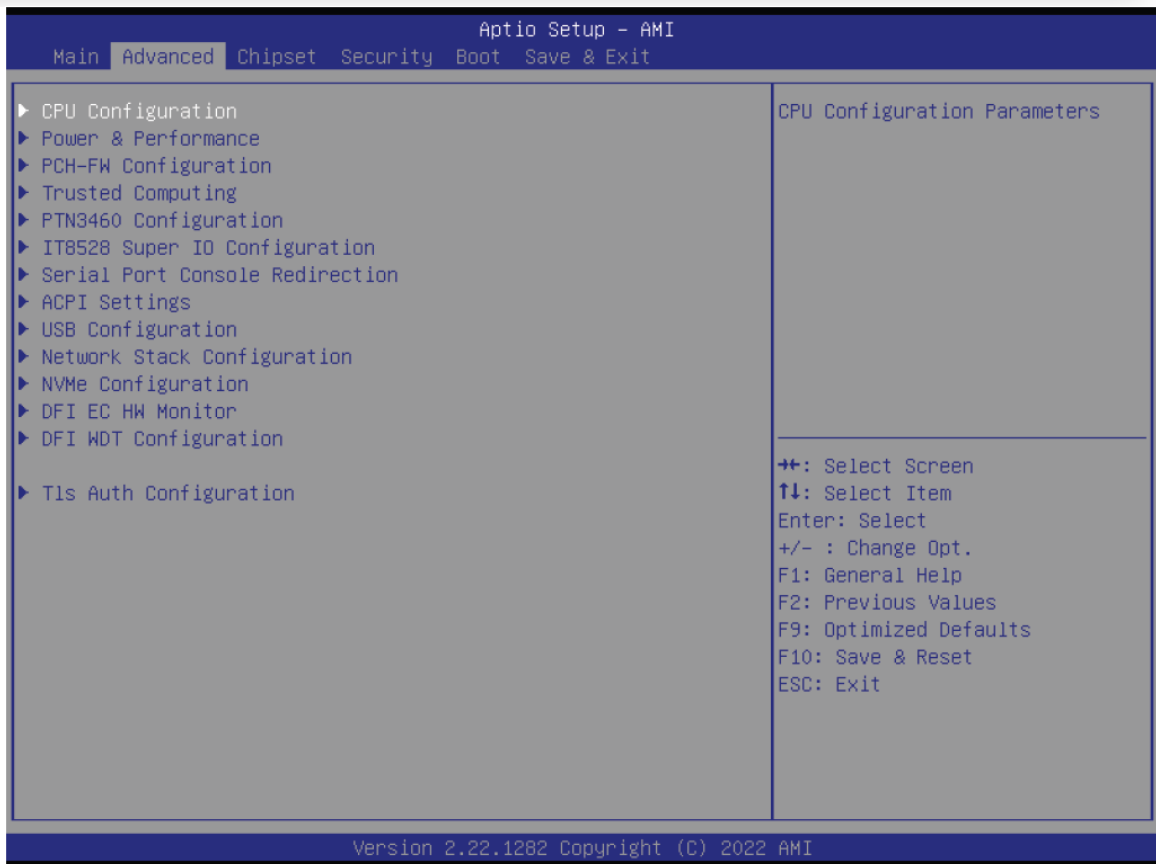 Aptio Setup – AMI
Main Advanced Chipset Security Boot Save & Exit
▶ CPU Configuration
▶ Power & Performance
▶ PCH-FW Configuration
▶ Trusted Computing
▶ PTN3460 Configuration
▶ IT8528 Super IO Configuration
▶ Serial Port Console Redirection
▶ ACPI Settings
▶ USB Configuration
▶ Network Stack Configuration
▶ NVMe Configuration
▶ DFI EC HW Monitor
▶ DFI WDT Configuration
▶ Tls Auth Configuration
CPU Configuration Parameters
→←: Select Screen
↑↓: Select Item
Enter: Select
+/- : Change Opt.
F1: General Help
F2: Previous Values
F9: Optimized Defaults
F10: Save & Reset
ESC: Exit
Version 2.22.1282 Copyright (C) 2022 AMI